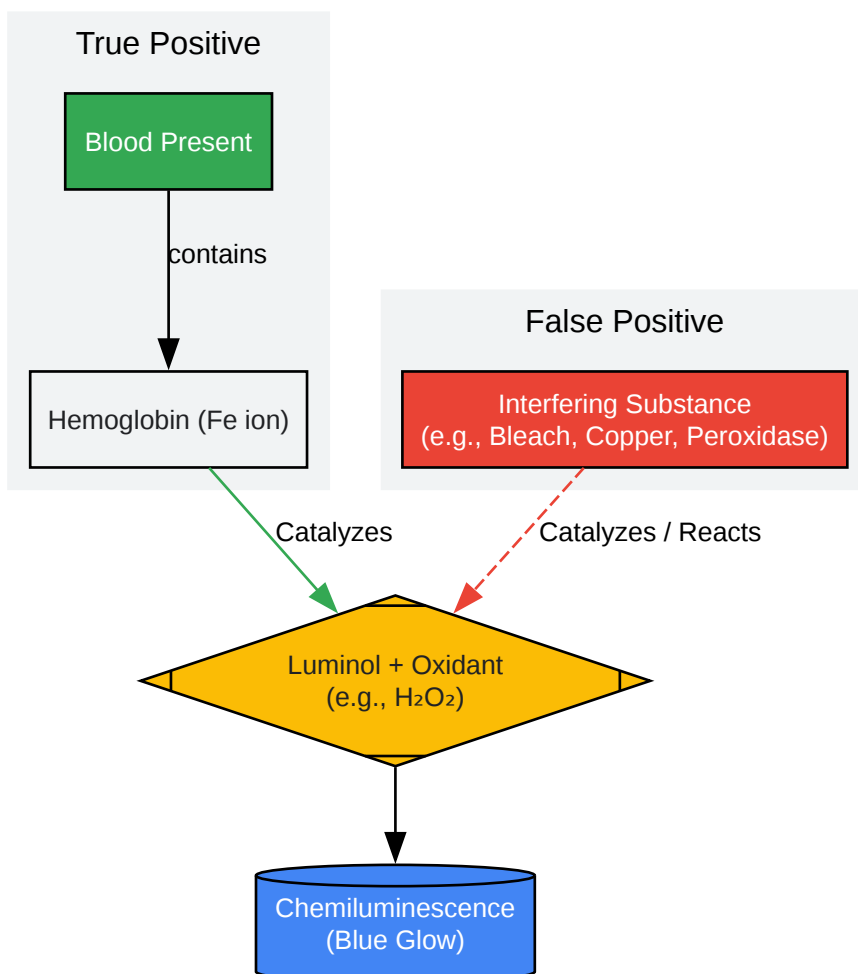 True Positive
Blood Present
contains
Hemoglobin (Fe ion)
False Positive
Interfering Substance
(e.g., Bleach, Copper, Peroxidase)
Catalyzes
Catalyzes / Reacts
Luminol + Oxidant
(e.g., H₂O₂)
Chemiluminescence
(Blue Glow)